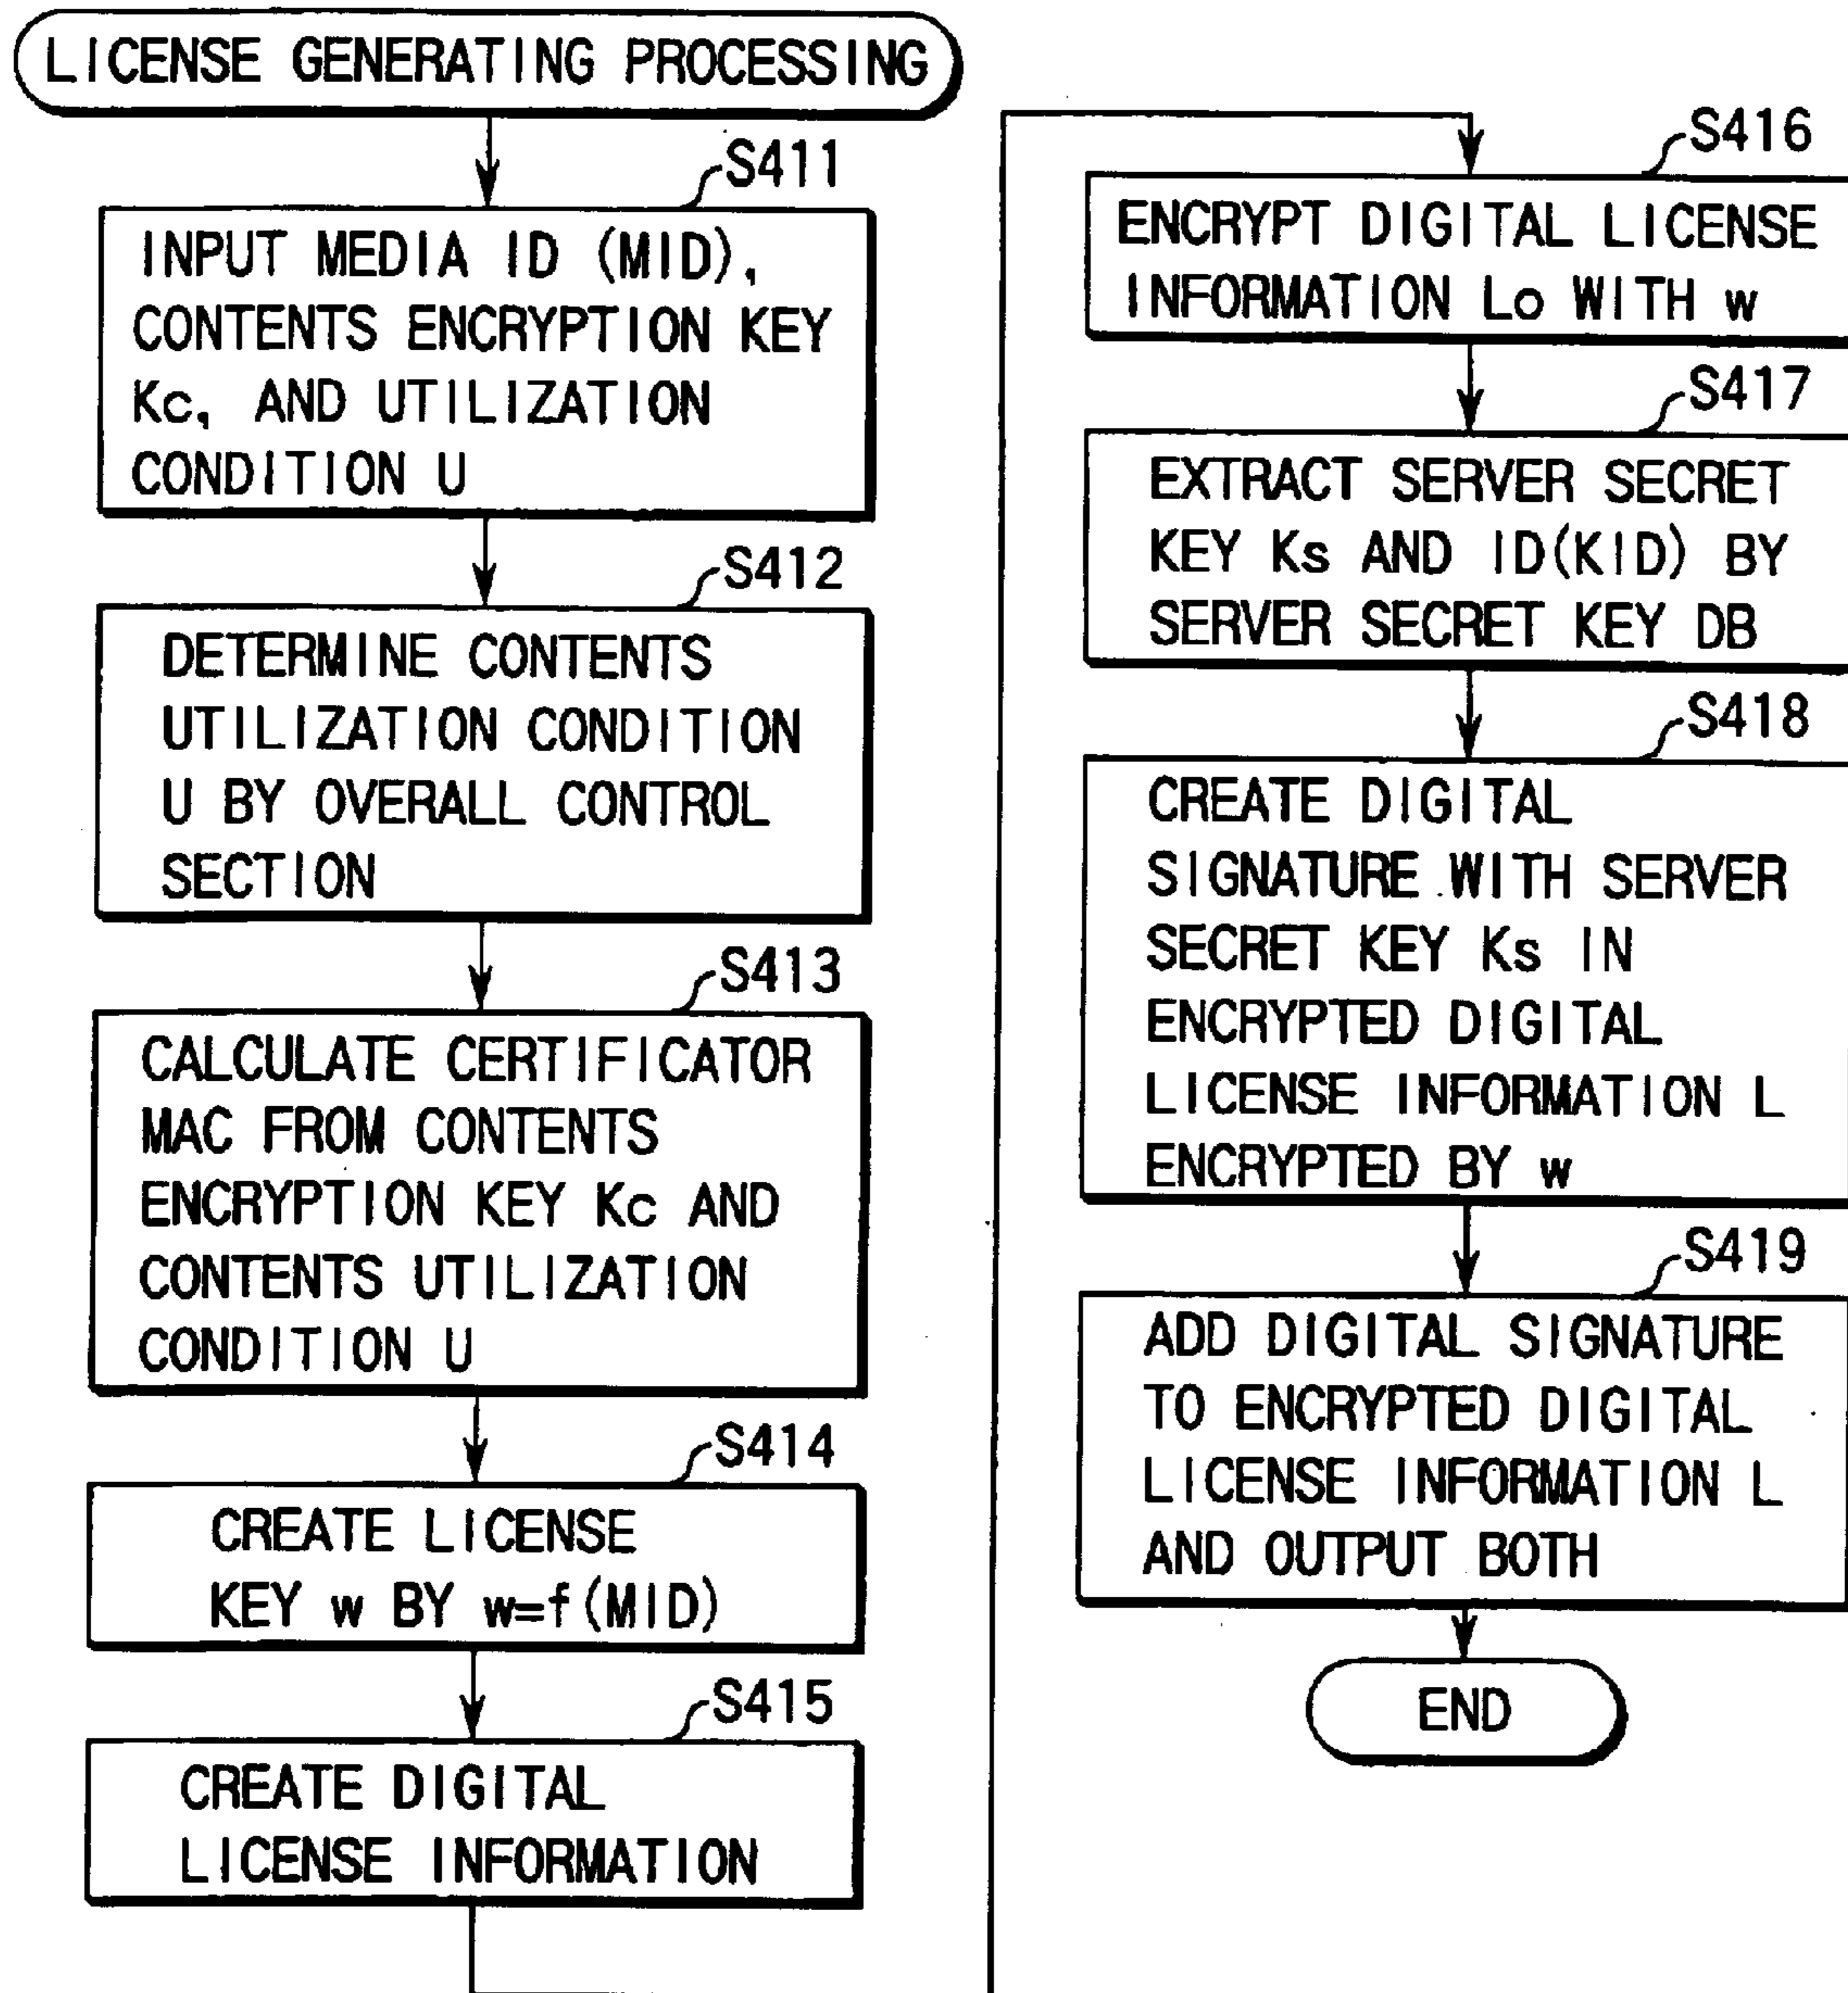 LICENSE GENERATING PROCESSING
S411
INPUT MEDIA ID (MID),
CONTENTS ENCRYPTION KEY
Kc, AND UTILIZATION
CONDITION U
S412
DETERMINE CONTENTS
UTILIZATION CONDITION
U BY OVERALL CONTROL
SECTION
S413
CALCULATE CERTIFICATOR
MAC FROM CONTENTS
ENCRYPTION KEY Kc AND
CONTENTS UTILIZATION
CONDITION U
S414
CREATE LICENSE
KEY w BY w=f(MID)
S415
CREATE DIGITAL
LICENSE INFORMATION
S416
ENCRYPT DIGITAL LICENSE
INFORMATION Lo WITH w
S417
EXTRACT SERVER SECRET
KEY Ks AND ID(KID) BY
SERVER SECRET KEY DB
S418
CREATE DIGITAL
SIGNATURE WITH SERVER
SECRET KEY Ks IN
ENCRYPTED DIGITAL
LICENSE INFORMATION L
ENCRYPTED BY w
S419
ADD DIGITAL SIGNATURE
TO ENCRYPTED DIGITAL
LICENSE INFORMATION L
AND OUTPUT BOTH
END